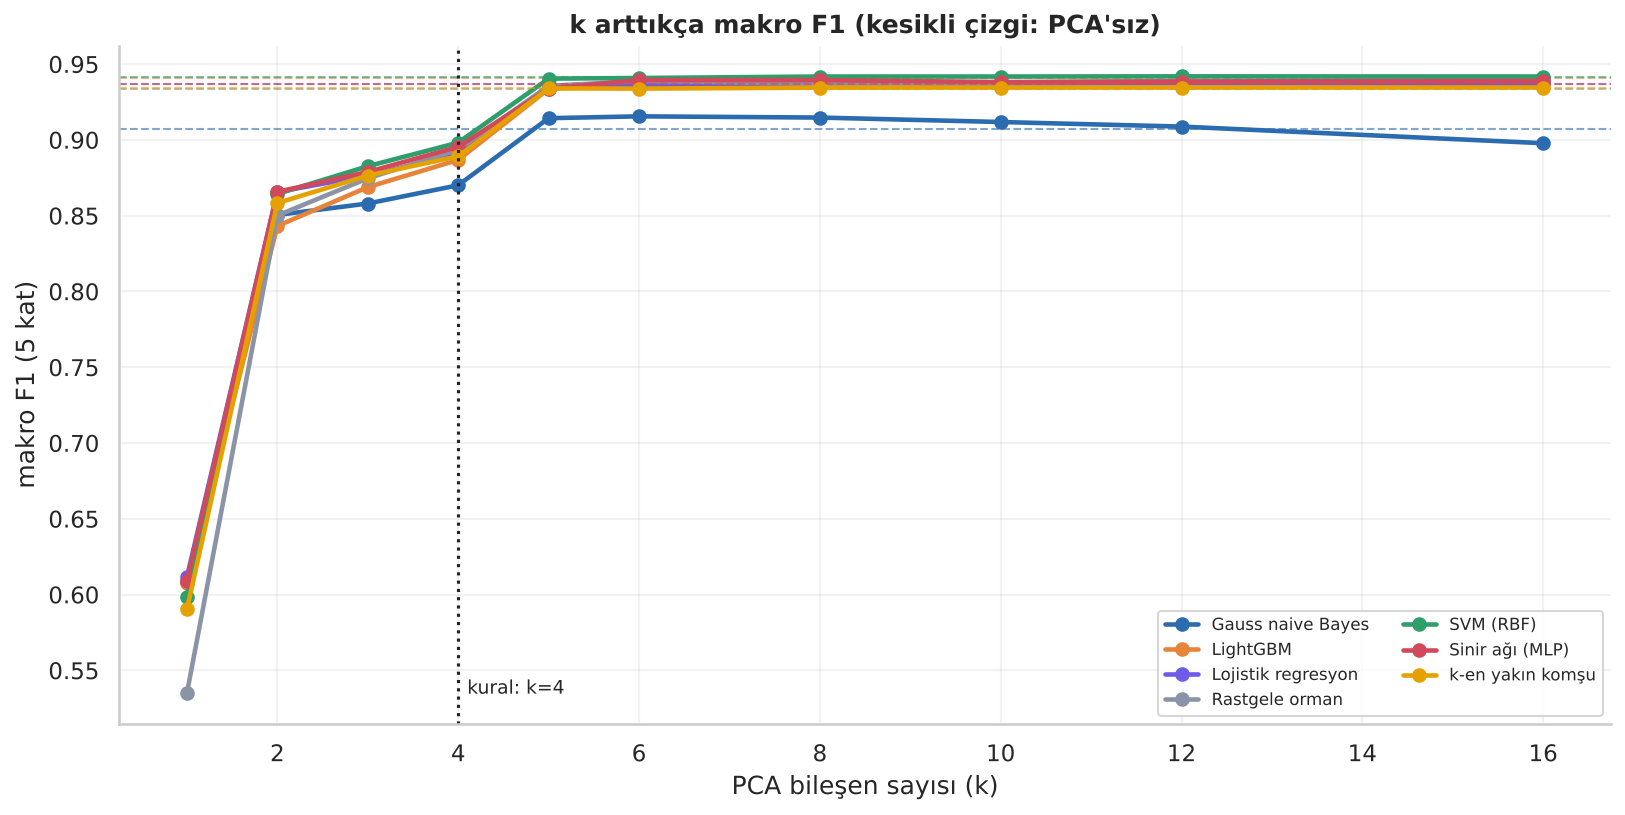 k arttıkça makro F1 (kesikli çizgi: PCA'sız)
makro F1 (5 kat)
0.95
0.90
0.85
0.80
0.75
0.70
0.65
0.60
0.55
kural: k=4
Gauss naive Bayes
LightGBM
Lojistik regresyon
Rastgele orman
SVM (RBF)
Sinir ağı (MLP)
k-en yakın komşu
2 4 6 8 10 12 14 16
PCA bileşen sayısı (k)